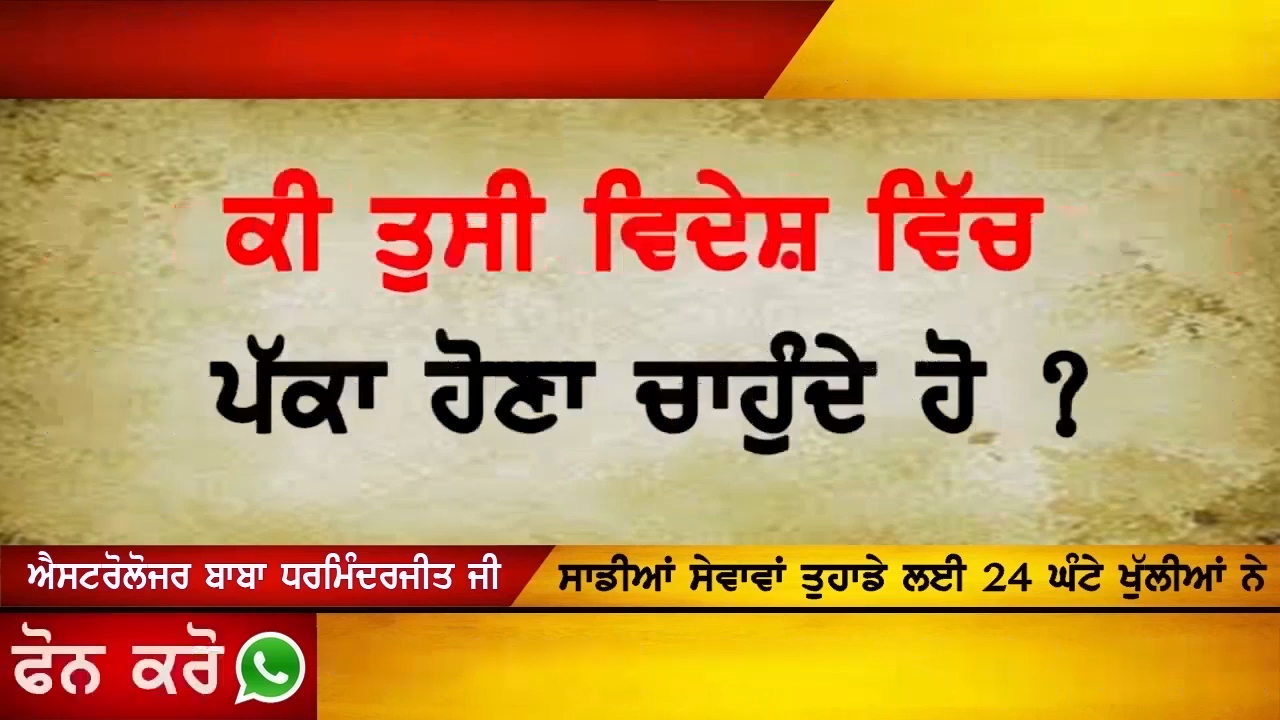 ਕੀ ਤੁਸੀ ਵਿਦੇਸ਼ ਵਿੱਚ
ਪੱਕਾ ਹੋਣਾ ਚਾਹੁੰਦੇ ਹੋ ?
ਐਸਟਰੋਲੋਜਰ ਬਾਬਾ ਧਰਮਿੰਦਰਜੀਤ ਜੀ
ਸਾਡੀਆਂ ਸੇਵਾਵਾਂ ਤੁਹਾਡੇ ਲਈ 24 ਘੰਟੇ ਖੁੱਲੀਆਂ ਨੇ
ਫੋਨ ਕਰੋ